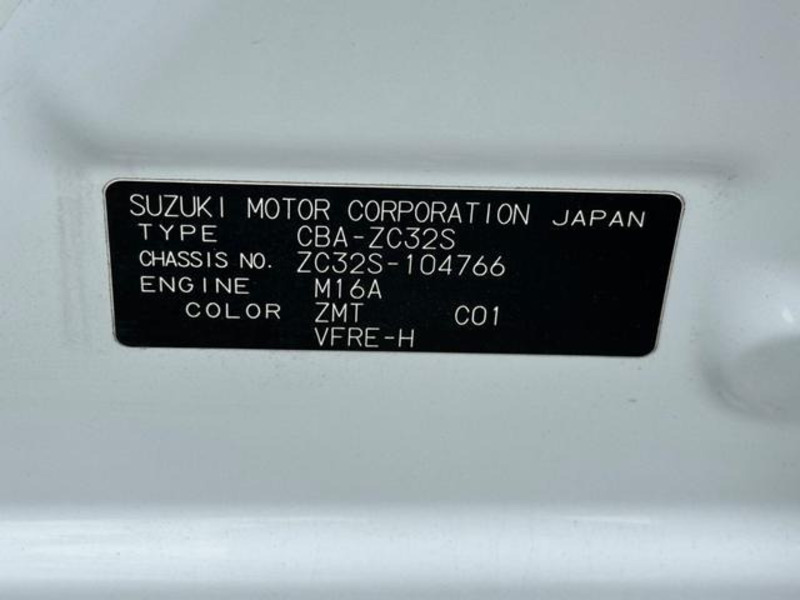 SUZUKI MOTOR CORPORATION JAPAN
TYPE CBA-ZC32S
CHASSIS NO. ZC32S-104766
ENGINE M16A
COLOR ZMT C01
VFRE-H